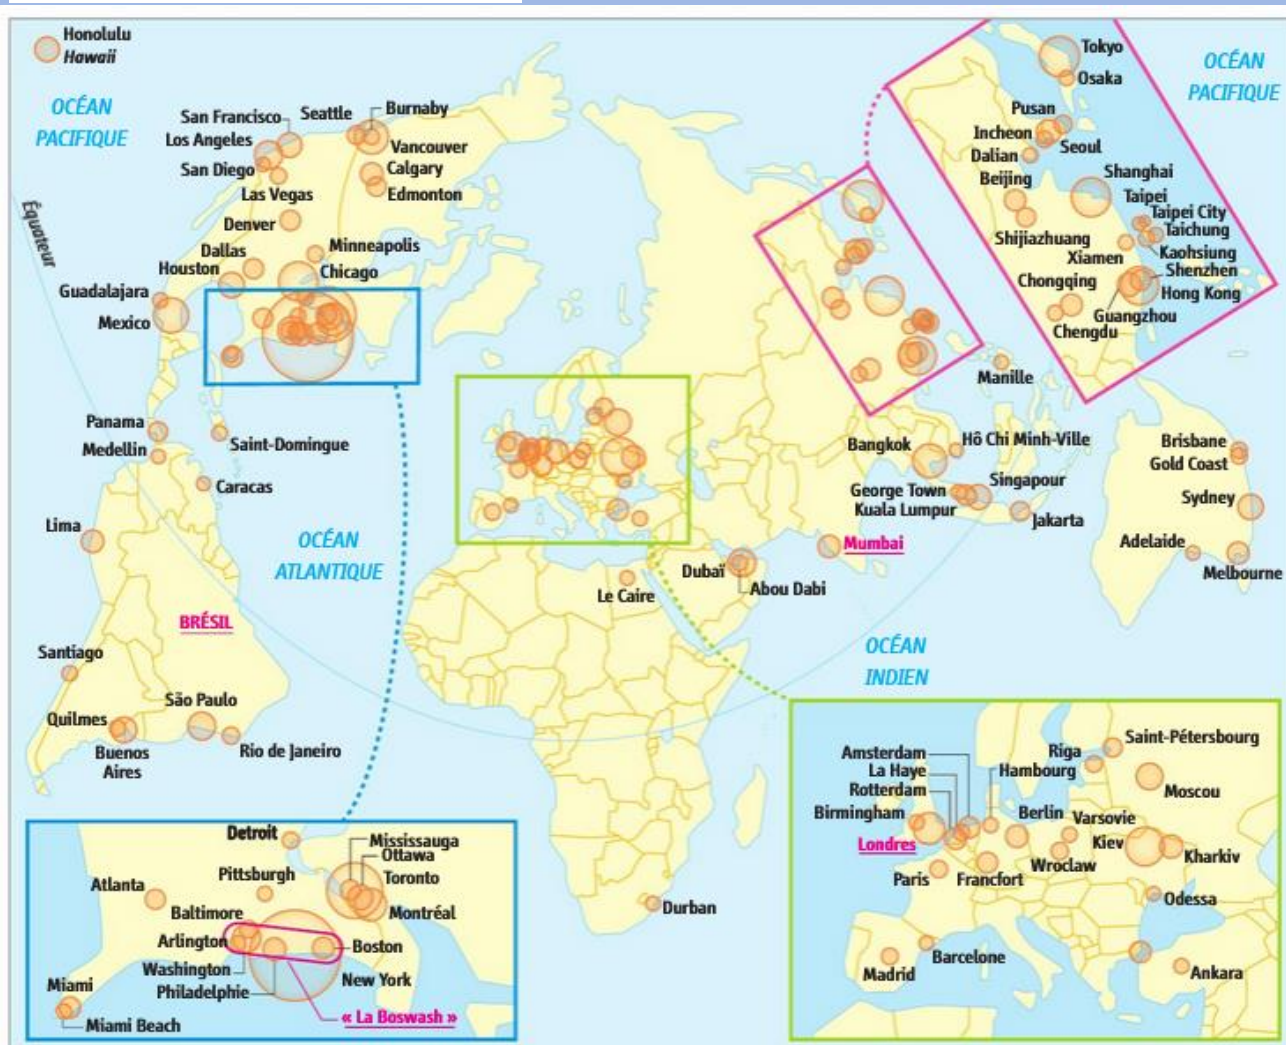 Honolulu
Hawaii
OCÉAN
PACIFIQUE
San Francisco
Seattle
Burnaby
Los Angeles
Vancouver
San Diego
Calgary
Las Vegas
Edmonton
Denver
Équateur
Dallas
Minneapolis
Houston
Chicago
Guadalajara
Mexico
Panama
Medellin
Saint-Domingue
Caracas
Lima
OCÉAN
ATLANTIQUE
BRÉSIL
Santiago
São Paulo
Quilmes
Buenos
Aires
Rio de Janeiro
OCÉAN
PACIFIQUE
Tokyo
Osaka
Pusan
Incheon
Seoul
Dalian
Beijing
Shanghai
Taipei
Taipei City
Taichung
Shijiazhuang
Kaohsiung
Xiamen
Shenzhen
Chongqing
Hong Kong
Guangzhou
Chengdu
Manille
Bangkok
Hô Chi Minh-Ville
George Town
Singapour
Kuala Lumpur
Jakarta
Brisbane
Gold Coast
Sydney
Adelaide
Melbourne
Mumbai
Dubaï
Abou Dabi
Le Caire
OCÉAN
INDIEN
Durban
Detroit
Mississauga
Ottawa
Pittsburgh
Toronto
Atlanta
Montréal
Baltimore
Arlington
Boston
Washington
New York
Philadelphie
Miami
« La Boswash »
Miami Beach
Amsterdam
Riga
Saint-Pétersbourg
La Haye
Hambourg
Rotterdam
Moscou
Birmingham
Berlin
Varsovie
Londres
Kiev
Kharkiv
Wroclaw
Paris
Francfort
Odessa
Barcelone
Madrid
Ankara